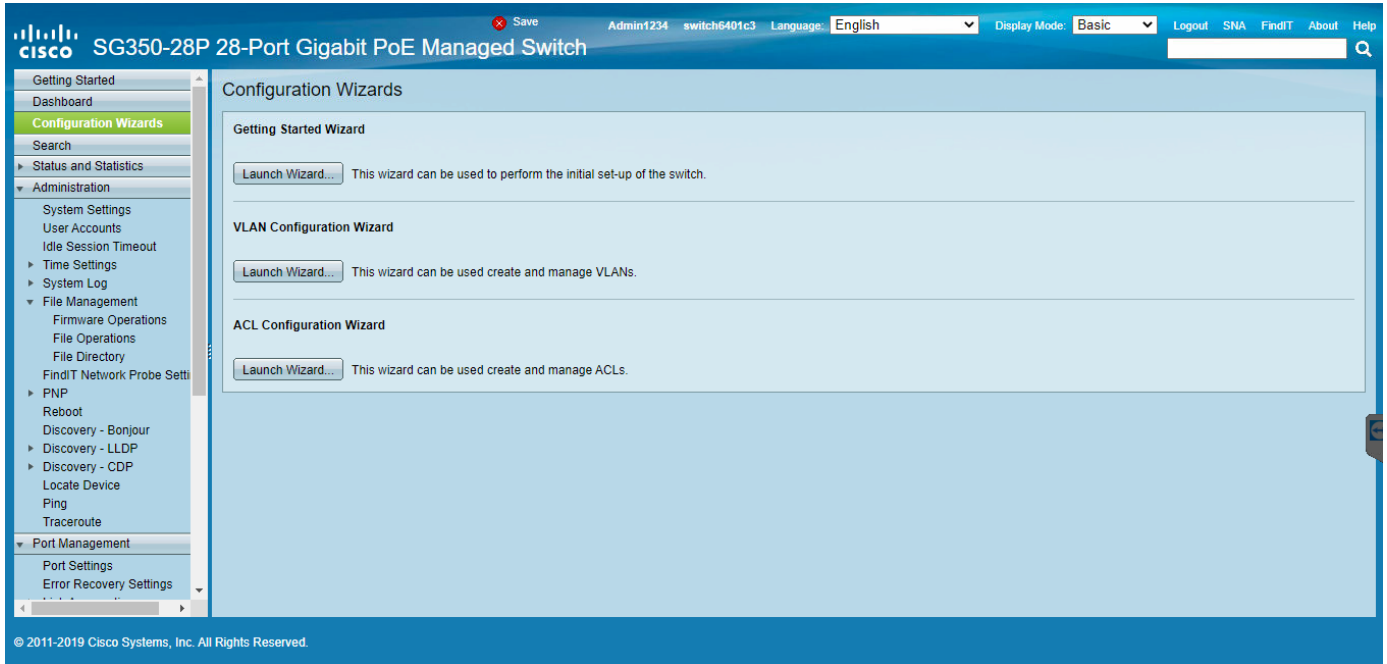 Save Admin1234 switch6401c3 Language: English Display Mode: Basic Logout SNA FindIT About Help
CISCO SG350-28P 28-Port Gigabit PoE Managed Switch
Getting Started
Dashboard
Configuration Wizards
Search
Status and Statistics
Administration
System Settings
User Accounts
Idle Session Timeout
Time Settings
System Log
File Management
Firmware Operations
File Operations
File Directory
FindIT Network Probe Setti
PNP
Reboot
Discovery - Bonjour
Discovery - LLDP
Discovery - CDP
Locate Device
Ping
Traceroute
Port Management
Port Settings
Error Recovery Settings
Configuration Wizards
Getting Started Wizard
Launch Wizard... This wizard can be used to perform the initial set-up of the switch.
VLAN Configuration Wizard
Launch Wizard... This wizard can be used create and manage VLANs.
ACL Configuration Wizard
Launch Wizard... This wizard can be used create and manage ACLs.
© 2011-2019 Cisco Systems, Inc. All Rights Reserved.